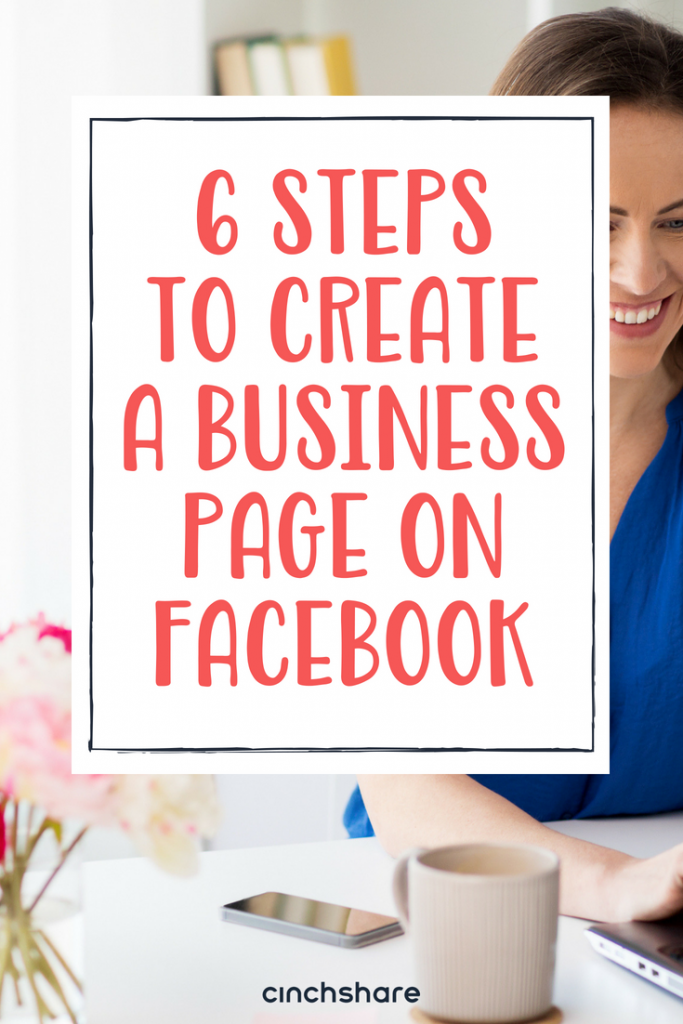 6 STEPS
TO CREATE
A BUSINESS
PAGE ON
FACEBOOK
cinchshare